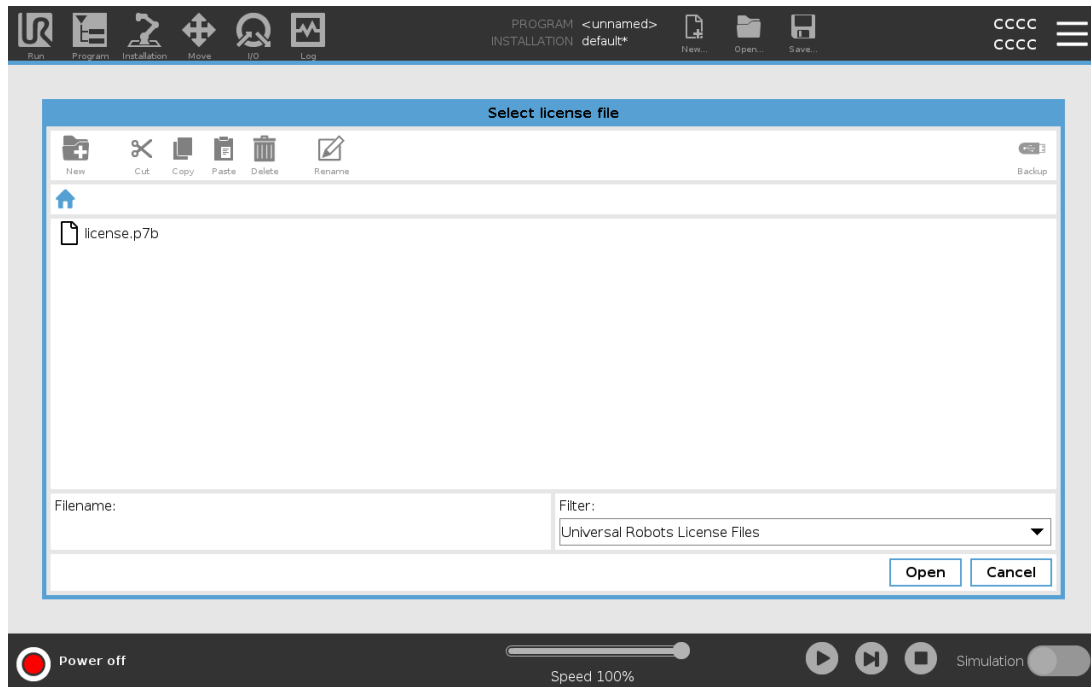 PROGRAM <unnamed>
INSTALLATION default*
CCCC
CCCC
UR
Run Program Installation Move I/O Log New... Open... Save...
Select license file
New Cut Copy Paste Delete Rename Backup
license.p7b
Filename: Filter:
Universal Robots License Files
Open Cancel
Power off
Speed 100%
Simulation